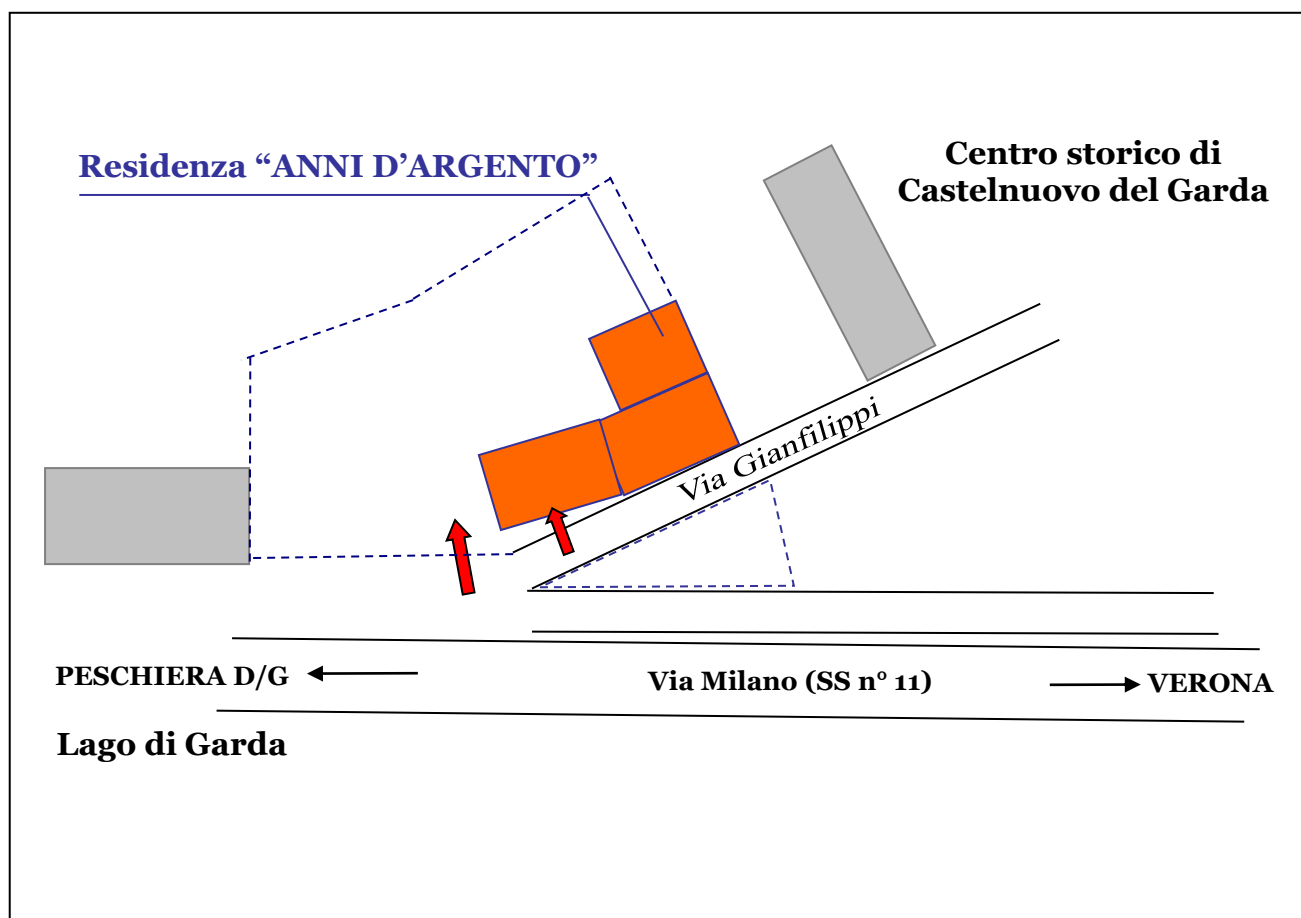 Residenza “ANNI D’ARGENTO”
Centro storico di
Castelnuovo del Garda
Via Gianfilippi
PESCHIERA D/G
Via Milano (SS n° 11)
VERONA
Lago di Garda